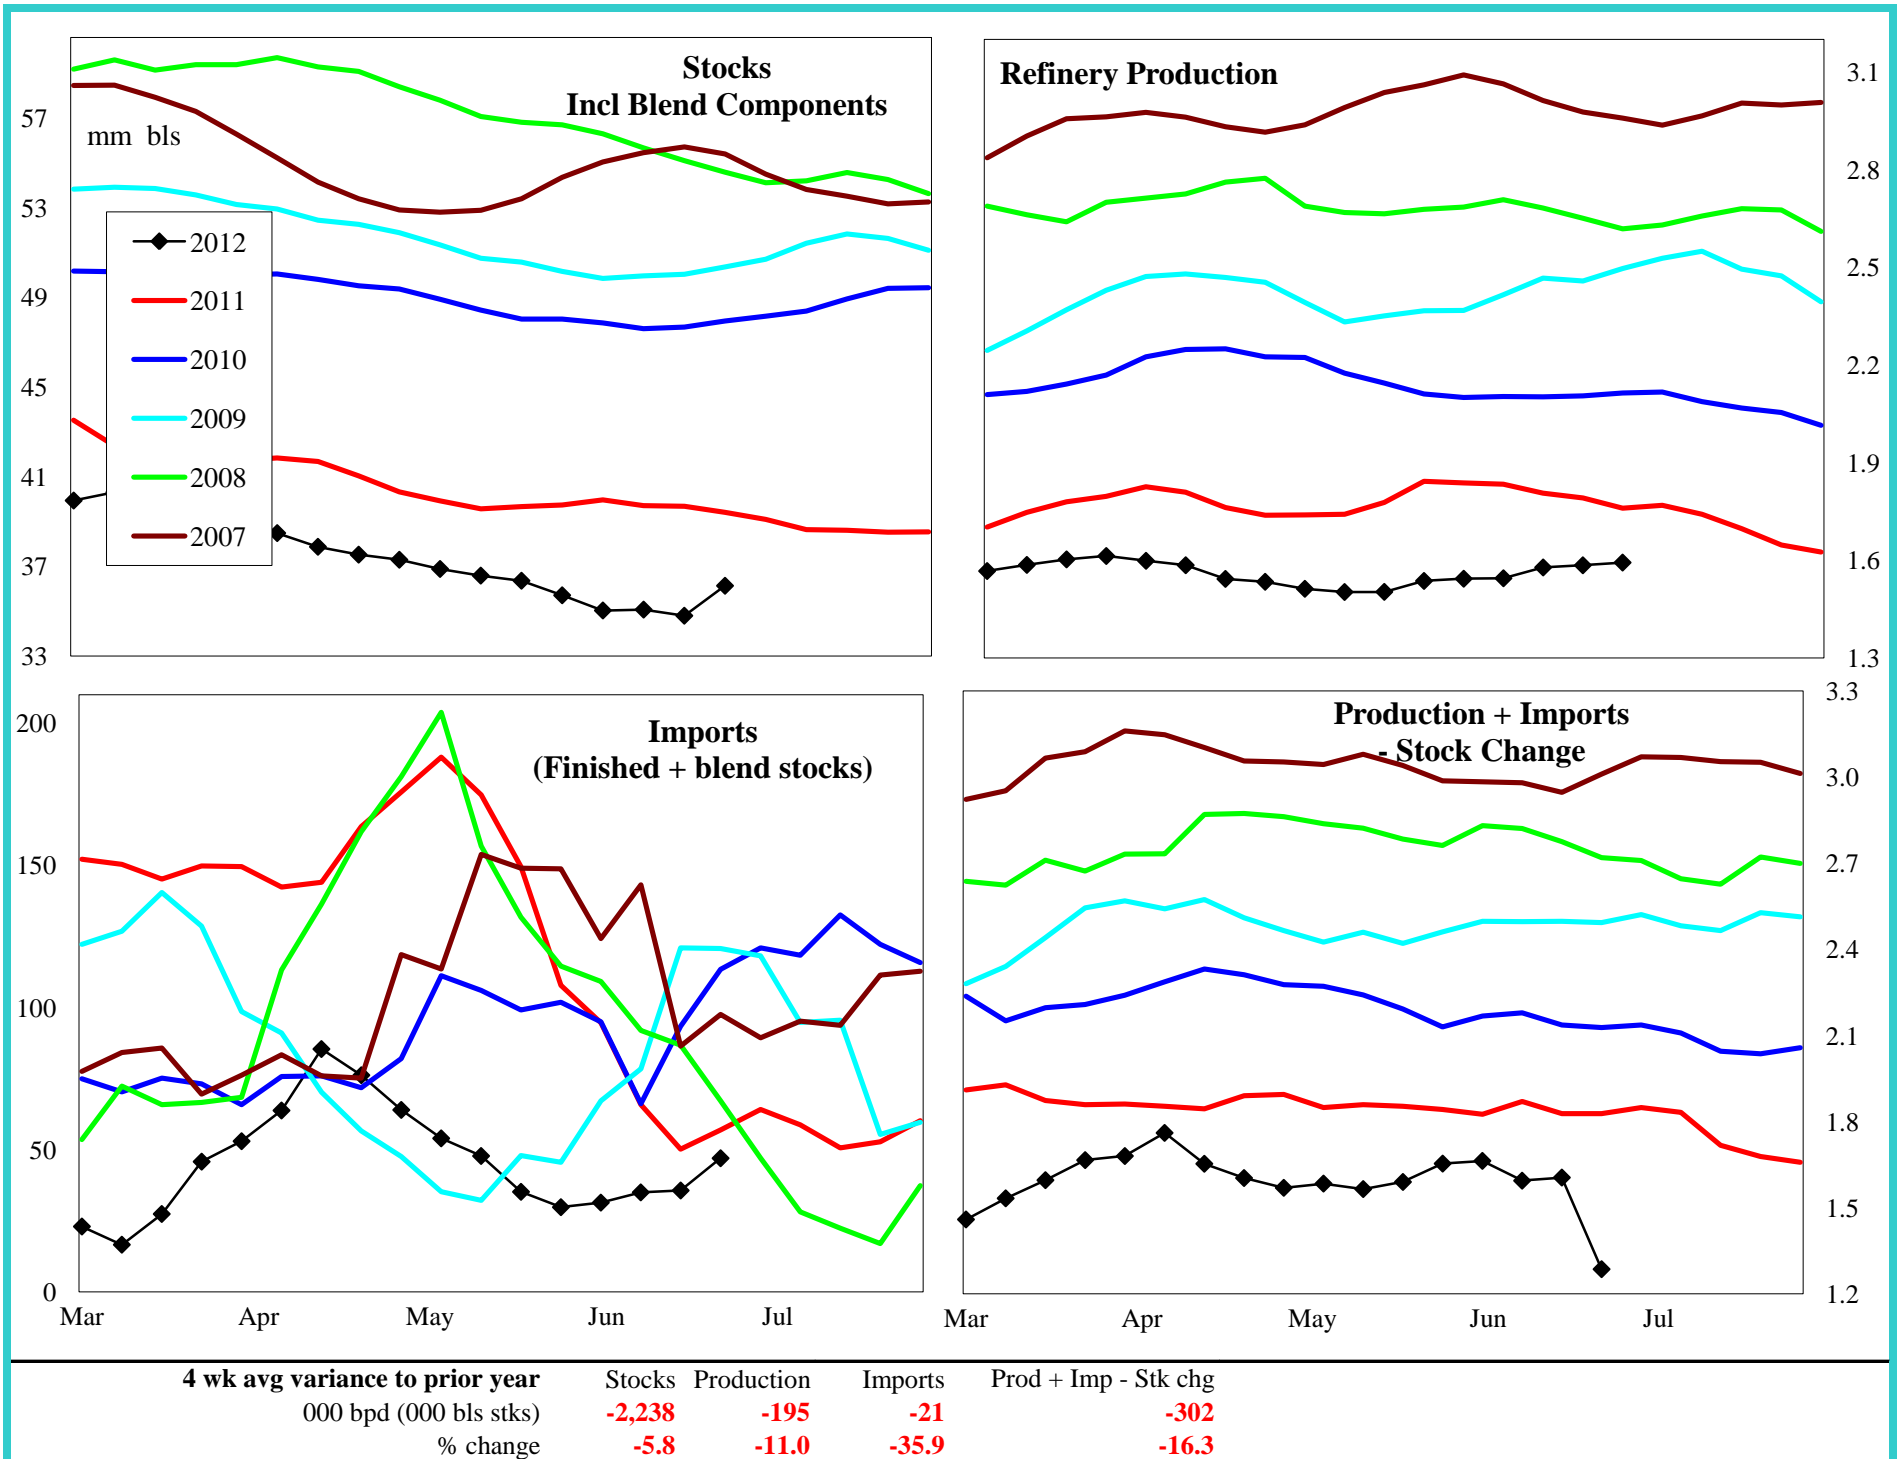 Stocks
Incl Blend Components
mm bls
57
53
49
45
41
37
33
2012
2011
2010
2009
2008
2007
Refinery Production
3.1
2.8
2.5
2.2
1.9
1.6
1.3
Imports
(Finished + blend stocks)
200
150
100
50
0
Mar Apr May Jun Jul
Production + Imports
- Stock Change
3.3
3.0
2.7
2.4
2.1
1.8
1.5
1.2
Mar Apr May Jun Jul
4 wk avg variance to prior year Stocks Production Imports Prod + Imp - Stk chg
000 bpd (000 bls stks) -2,238 -195 -21 -302
% change -5.8 -11.0 -35.9 -16.3